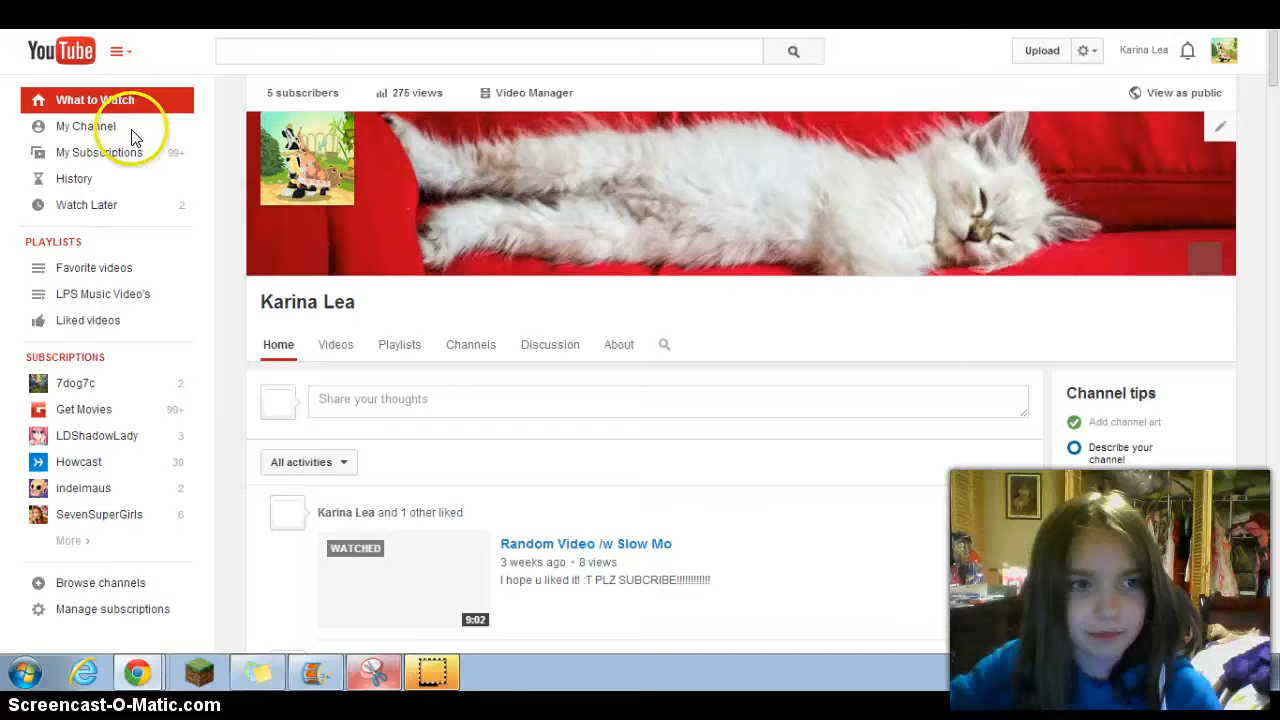 YouTube
Upload
Karina Lea
What to Watch
My Channel
My Subscriptions 99+
History
Watch Later 2
PLAYLISTS
Favorite videos
LPS Music Video's
Liked videos
SUBSCRIPTIONS
7dog7c 2
Get Movies 99+
LDShadowLady 3
Howcast 30
indeimaus 2
SevenSuperGirls 6
More >
Browse channels
Manage subscriptions
5 subscribers 275 views Video Manager View as public
Karina Lea
Home Videos Playlists Channels Discussion About
Share your thoughts
All activities
Karina Lea and 1 other liked
WATCHED
9:02
Random Video /w Slow Mo
3 weeks ago • 8 views
I hope u liked it! :T PLZ SUBCRIBE!!!!!!!!!!!!
Channel tips
Add channel art
Describe your
channel
Screencast-O-Matic.com